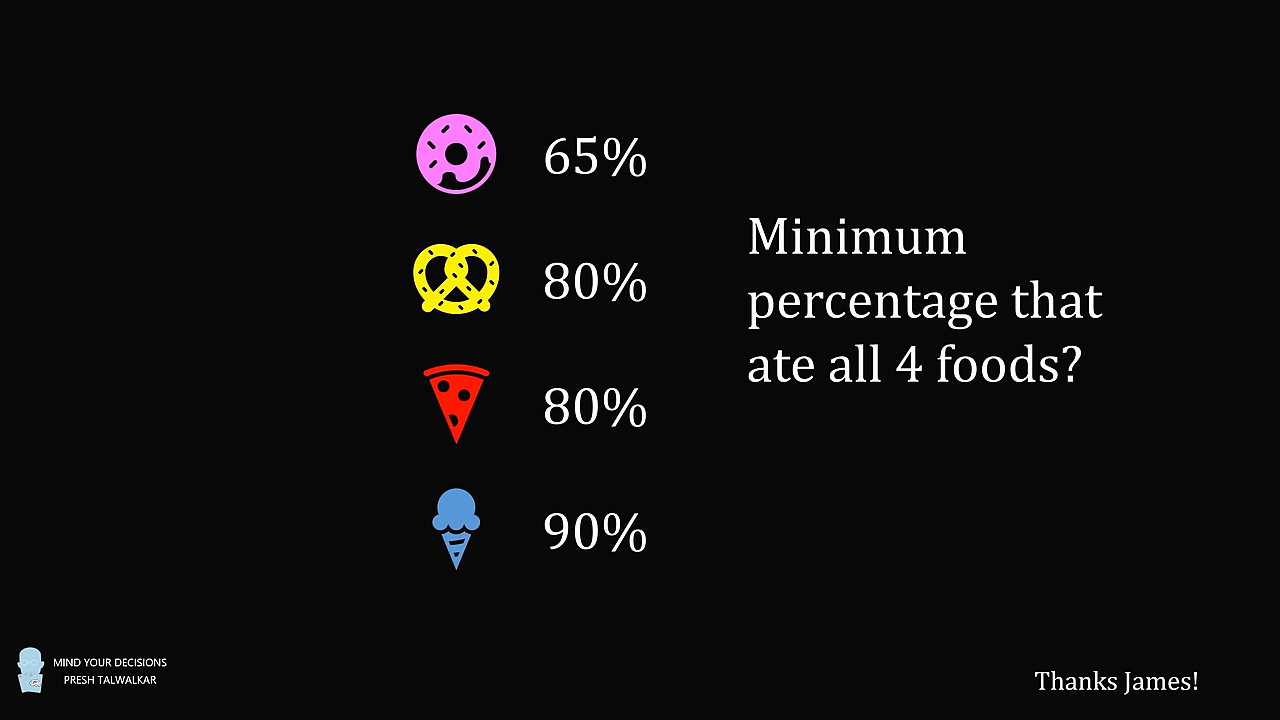 65%
80%
80%
90%
Minimum
percentage that
ate all 4 foods?
MIND YOUR DECISIONS
PRESH TALWALKAR
Thanks James!